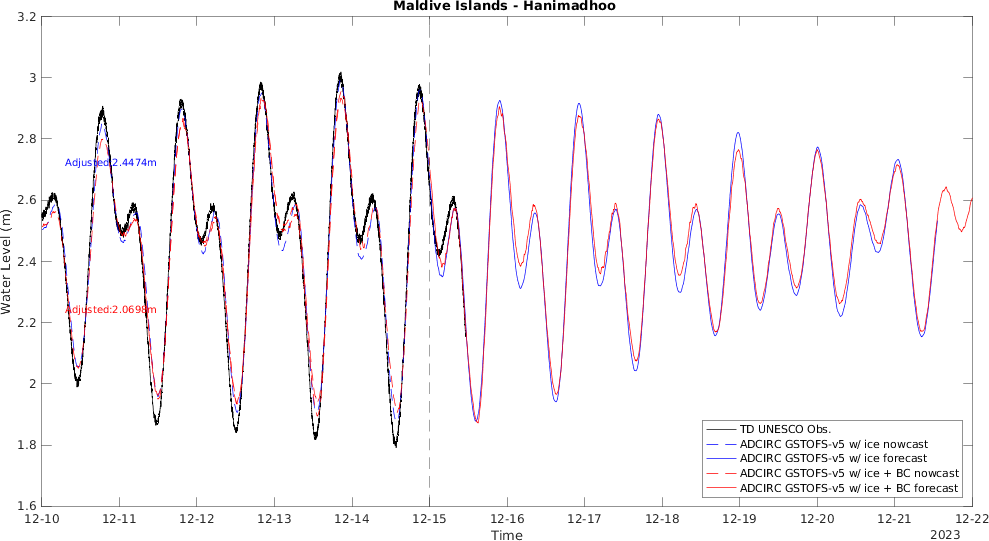 Maldive Islands - Hanimadhoo
3.2
3
2.8
2.6
2.4
2.2
2
1.8
1.6
Water Level (m)
Adjusted:2.4474m
Adjusted:2.0698m
TD UNESCO Obs.
ADCIRC GSTOFS-v5 w/ ice nowcast
ADCIRC GSTOFS-v5 w/ ice forecast
ADCIRC GSTOFS-v5 w/ ice + BC nowcast
ADCIRC GSTOFS-v5 w/ ice + BC forecast
12-10 12-11 12-12 12-13 12-14 12-15 12-16 12-17 12-18 12-19 12-20 12-21 12-22
Time
2023